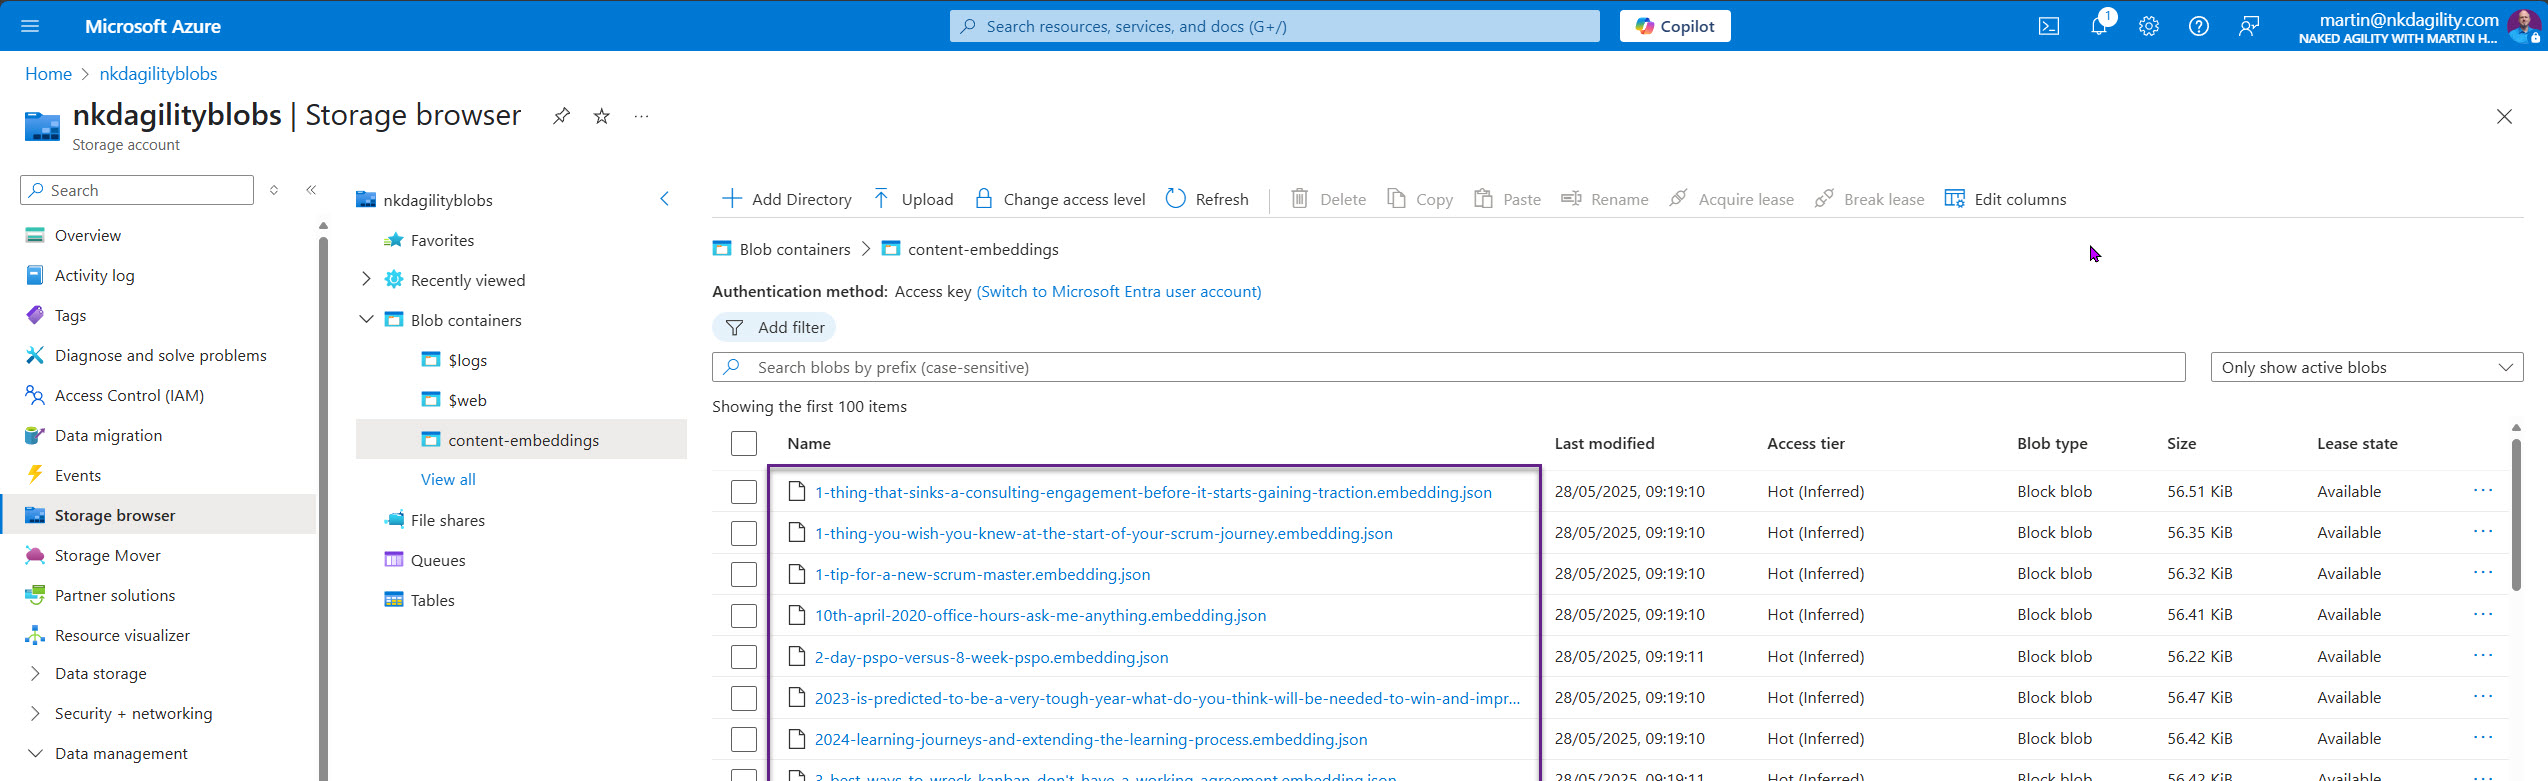 Microsoft Azure
Search resources, services, and docs (G+/)
Copilot
1
martin@nkdagility.com
NAKED AGILITY WITH MARTIN H...
Home > nkdagilityblobs
nkdagilityblobs | Storage browser
Storage account
Search
Overview
Activity log
Tags
Diagnose and solve problems
Access Control (IAM)
Data migration
Events
Storage browser
Storage Mover
Partner solutions
Resource visualizer
Data storage
Security + networking
Data management
nkdagilityblobs
Favorites
Recently viewed
Blob containers
$logs
$web
content-embeddings
View all
File shares
Queues
Tables
Add Directory Upload Change access level Refresh Delete Copy Paste Rename Acquire lease Break lease Edit columns
Blob containers > content-embeddings
Authentication method: Access key (Switch to Microsoft Entra user account)
Add filter
Search blobs by prefix (case-sensitive)
Only show active blobs
Showing the first 100 items
Name Last modified Access tier Blob type Size Lease state
1-thing-that-sinks-a-consulting-engagement-before-it-starts-gaining-traction.embedding.json 28/05/2025, 09:19:10 Hot (Inferred) Block blob 56.51 KiB Available ...
1-thing-you-wish-you-knew-at-the-start-of-your-scrum-journey.embedding.json 28/05/2025, 09:19:10 Hot (Inferred) Block blob 56.35 KiB Available ...
1-tip-for-a-new-scrum-master.embedding.json 28/05/2025, 09:19:10 Hot (Inferred) Block blob 56.32 KiB Available ...
10th-april-2020-office-hours-ask-me-anything.embedding.json 28/05/2025, 09:19:10 Hot (Inferred) Block blob 56.41 KiB Available ...
2-day-pspo-versus-8-week-pspo.embedding.json 28/05/2025, 09:19:11 Hot (Inferred) Block blob 56.22 KiB Available ...
2023-is-predicted-to-be-a-very-tough-year-what-do-you-think-will-be-needed-to-win-and-impr... 28/05/2025, 09:19:10 Hot (Inferred) Block blob 56.47 KiB Available ...
2024-learning-journeys-and-extending-the-learning-process.embedding.json 28/05/2025, 09:19:10 Hot (Inferred) Block blob 56.42 KiB Available ...
3-best-ways-to-wreck-kanban-don't-have-a-working-agreement.embedding.json 28/05/2025, 09:19:11 Hot (Inferred) Block blob 56.42 KiB Available ...